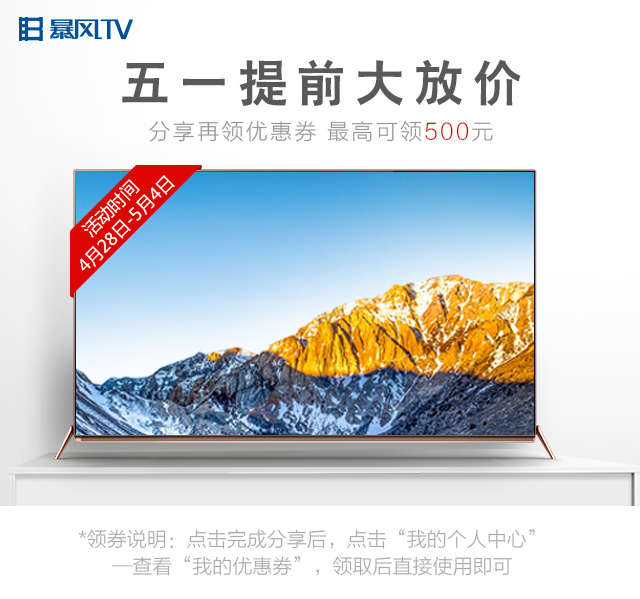 暴风TV
五一提前大放价
分享再领优惠券 最高可领500元
活动时间
4月28日-5月4日
*领券说明：点击完成分享后，点击“我的个人中心”
—查看“我的优惠券”，领取后直接使用即可